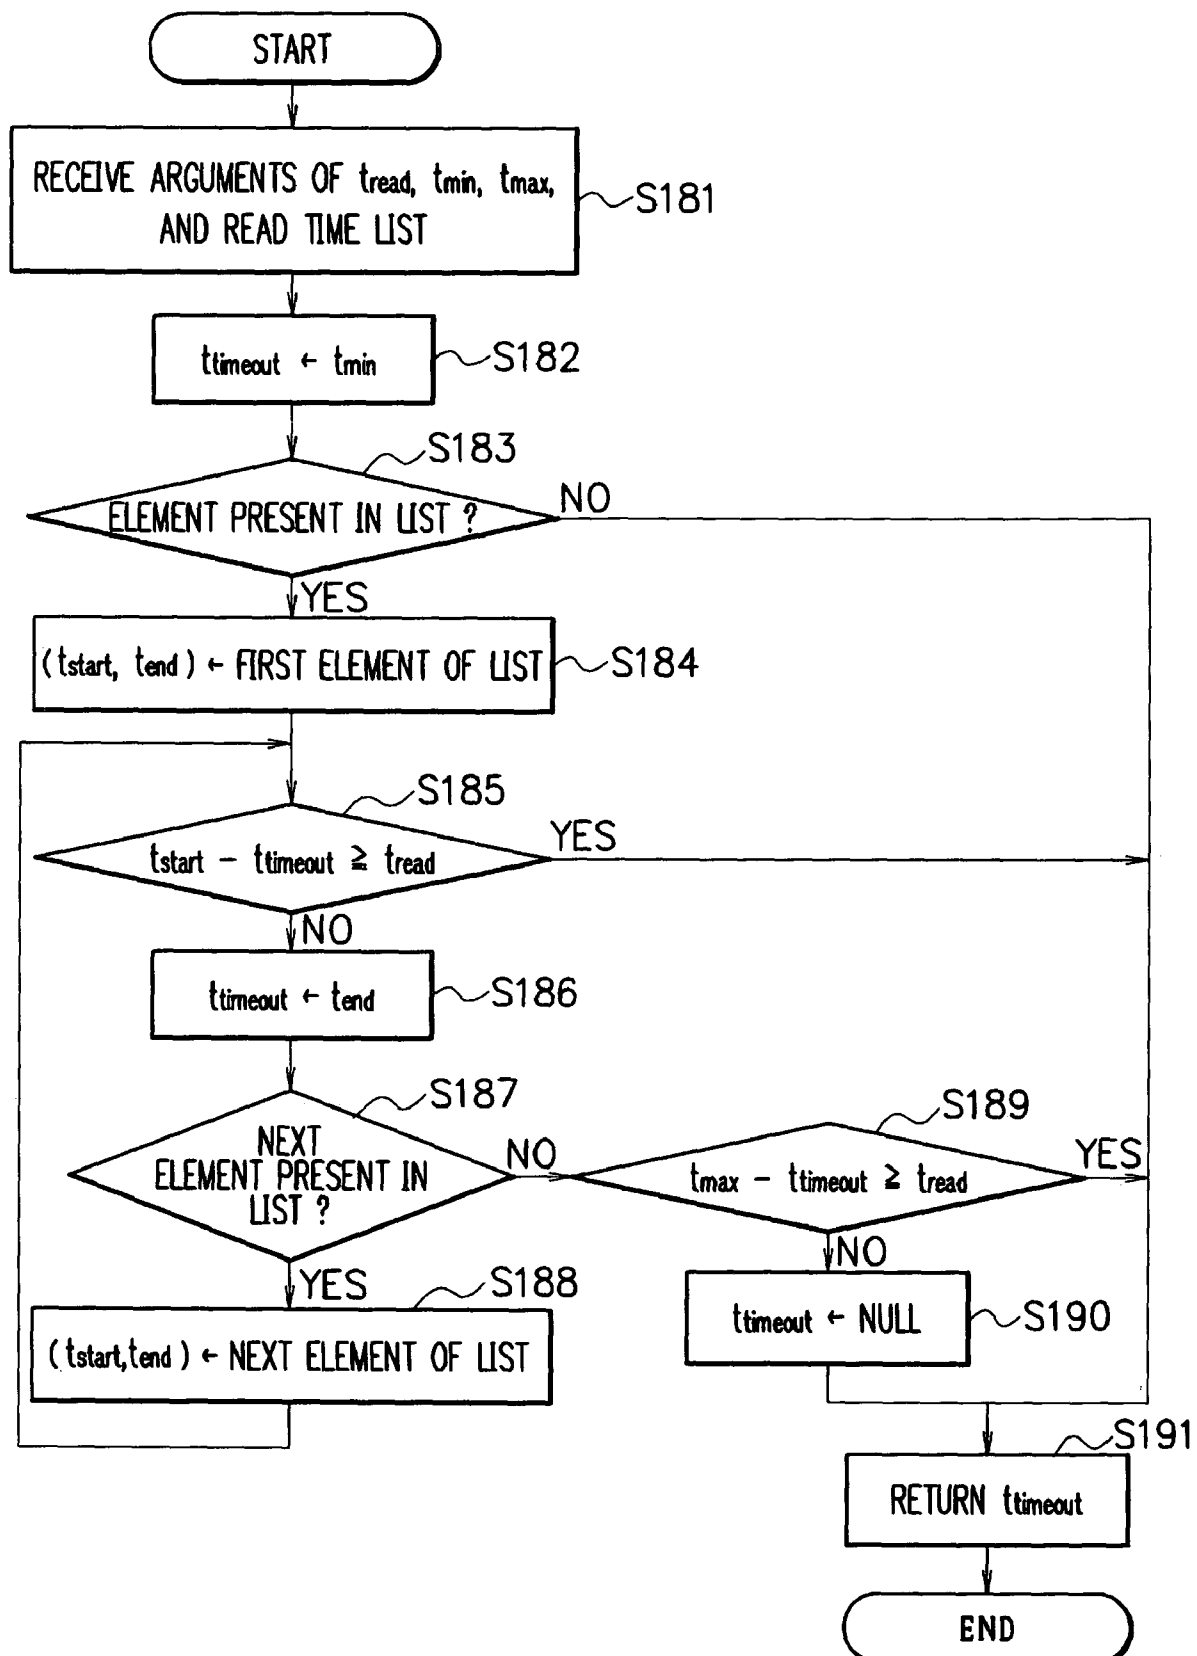 START
RECEIVE ARGUMENTS OF tread, tmin, tmax,
AND READ TIME LIST
S181
ttimeout ← tmin
S182
S183
ELEMENT PRESENT IN LIST ?
NO
YES
(tstart, tend) ← FIRST ELEMENT OF LIST
S184
S185
tstart − ttimeout ≧ tread
YES
NO
ttimeout ← tend
S186
S187
NEXT
ELEMENT PRESENT IN
LIST ?
NO
S189
tmax − ttimeout ≧ tread
YES
YES
NO
S188
(tstart,tend) ← NEXT ELEMENT OF LIST
ttimeout ← NULL
S190
S191
RETURN ttimeout
END